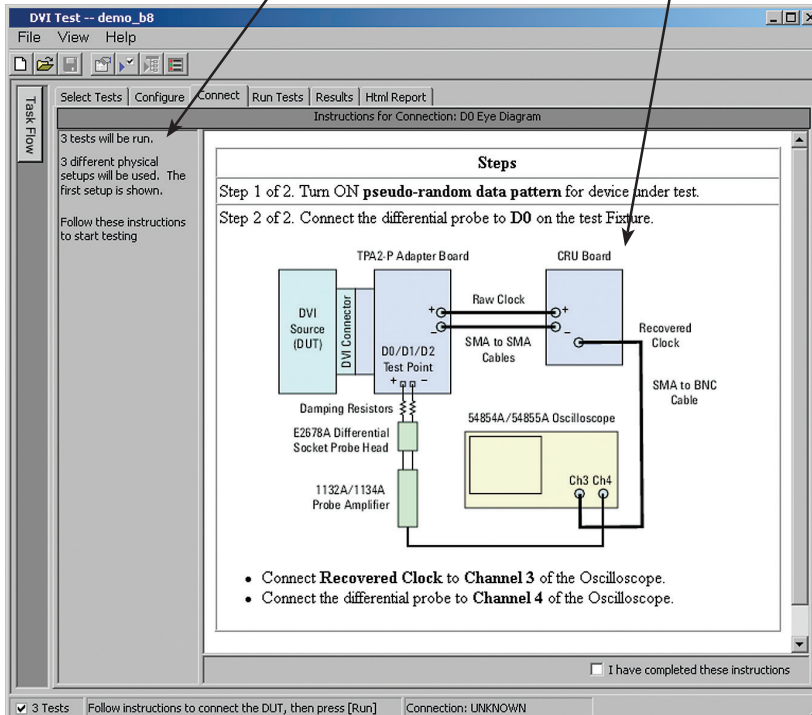 DVI Test -- demo_b8
File View Help
Task Flow
Select Tests Configure Connect Run Tests Results Html Report
Instructions for Connection: D0 Eye Diagram
3 tests will be run.
3 different physical
setups will be used. The
first setup is shown.
Follow these instructions
to start testing
Steps
Step 1 of 2. Turn ON pseudo-random data pattern for device under test.
Step 2 of 2. Connect the differential probe to D0 on the test Fixture.
TPA2-P Adapter Board
CRU Board
DVI
Source
(DUT)
DVI Connector
+
–
Raw Clock
SMA to SMA
Cables
+
–
Recovered
Clock
SMA to BNC
Cable
D0/D1/D2
Test Point
+ –
Damping Resistors
E2678A Differential
Socket Probe Head
1132A/1134A
Probe Amplifier
54854A/54855A Oscilloscope
Ch3 Ch4
• Connect Recovered Clock to Channel 3 of the Oscilloscope.
• Connect the differential probe to Channel 4 of the Oscilloscope.
I have completed these instructions
3 Tests Follow instructions to connect the DUT, then press [Run] Connection: UNKNOWN